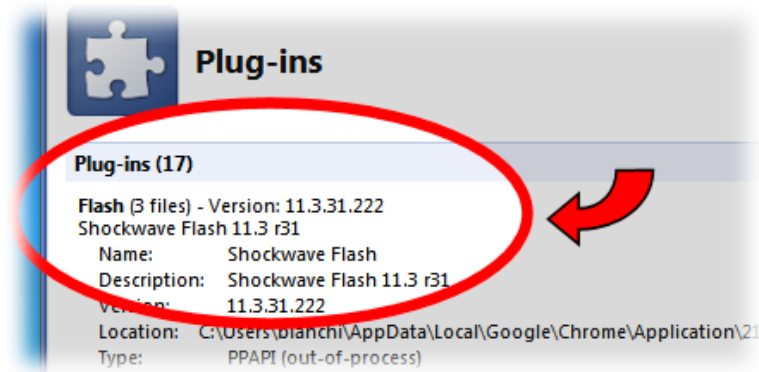 Plug-ins
Plug-ins (17)
Flash (3 files) - Version: 11.3.31.222
Shockwave Flash 11.3 r31
Name: Shockwave Flash
Description: Shockwave Flash 11.3 r31
Version: 11.3.31.222
Location: C:\Users\bianchi\AppData\Local\Google\Chrome\Application\21
Type: PPAPI (out-of-process)